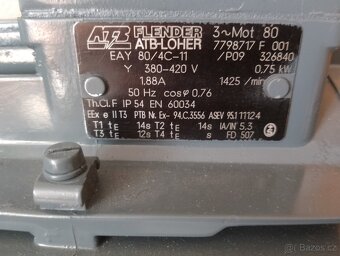 ATB FLENDER 3~Mot 80
ATB-LOHER 7798717 F 001
EAY 80/4C-11 /P09 326840
Y 380-420 V 0,75 kW
1.88A 1425 /min
50 Hz cosφ 0,76
Th.Cl.F IP 54 EN 60034
EEx e II T3 PTB Nr. Ex- 94.C.3556 ASEV 95.1 11124
T1 tE 14s T2 tE 14s IA/IN 5,3
T3 tE 12s T4 tE s FD 507
bazos.cz